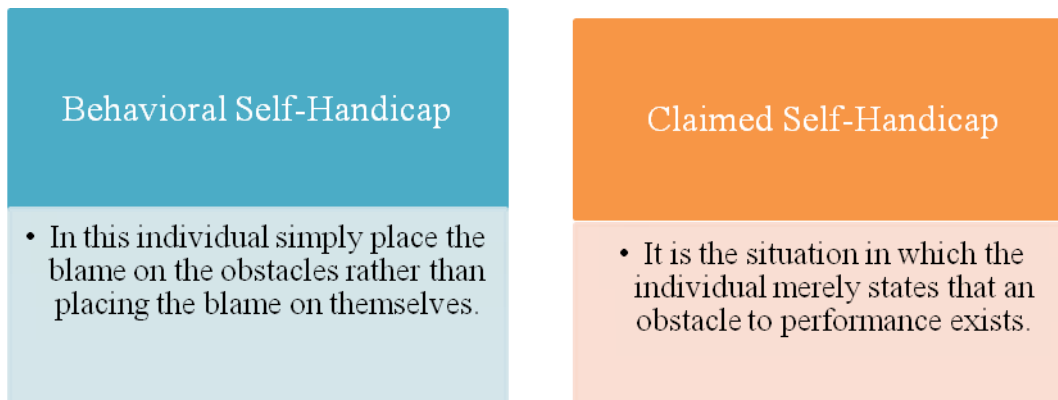 Behavioral Self-Handicap
• In this individual simply place the
blame on the obstacles rather than
placing the blame on themselves.
Claimed Self-Handicap
• It is the situation in which the
individual merely states that an
obstacle to performance exists.